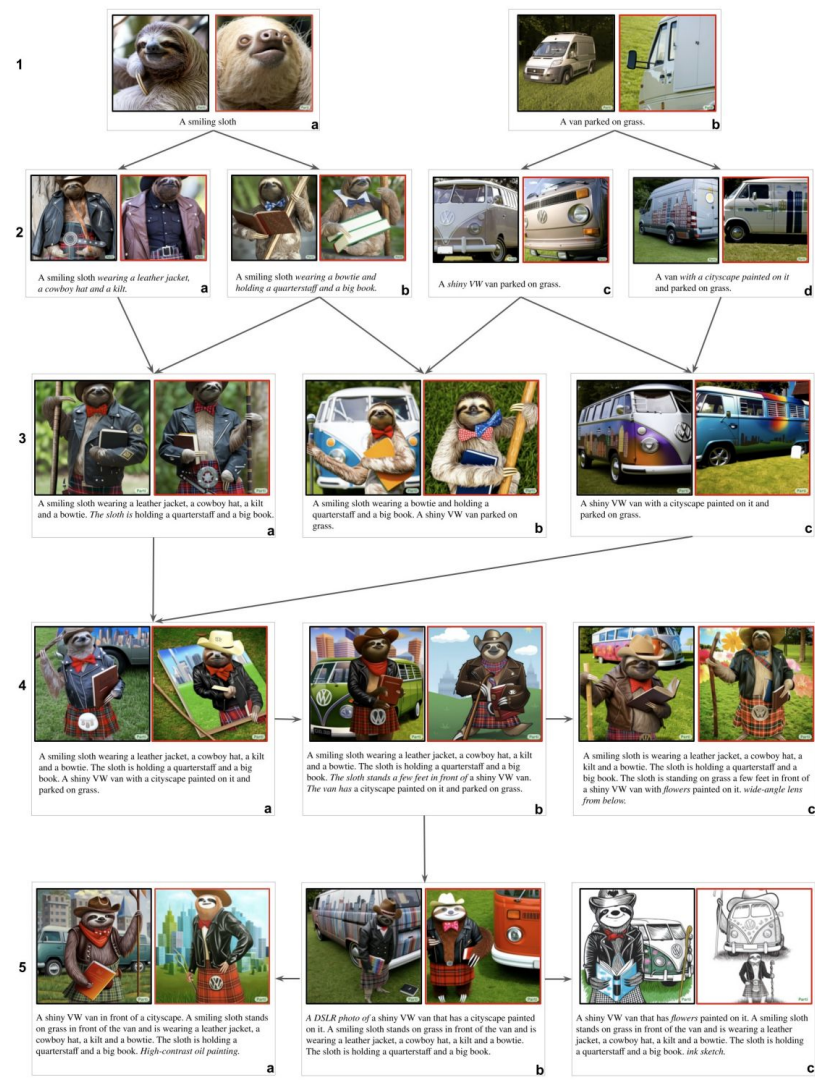 1
A smiling sloth
a
A van parked on grass.
b
2
A smiling sloth wearing a leather jacket,
a cowboy hat and a kilt.
a
A smiling sloth wearing a bowtie and
holding a quarterstaff and a big book.
b
A shiny VW van parked on grass.
c
A van with a cityscape painted on it
and parked on grass.
d
3
A smiling sloth wearing a leather jacket, a cowboy hat, a kilt
and a bowtie. The sloth is holding a quarterstaff and a big book.
a
A smiling sloth wearing a bowtie and holding a
quarterstaff and a big book. A shiny VW van parked on
grass.
b
A shiny VW van with a cityscape painted on it and
parked on grass.
c
4
A smiling sloth wearing a leather jacket, a cowboy hat, a kilt
and a bowtie. The sloth is holding a quarterstaff and a big
book. A shiny VW van with a cityscape painted on it and
parked on grass.
a
A smiling sloth wearing a leather jacket, a cowboy hat, a kilt
and a bowtie. The sloth is holding a quarterstaff and a big
book. The sloth stands a few feet in front of a shiny VW van.
The van has a cityscape painted on it and parked on grass.
b
A smiling sloth is wearing a leather jacket, a cowboy hat, a
kilt and a bowtie. The sloth is holding a quarterstaff and a
big book. The sloth is standing on grass a few feet in front of
a shiny VW van with flowers painted on it. wide-angle lens
from below.
c
5
A shiny VW van in front of a cityscape. A smiling sloth stands
on grass in front of the van and is wearing a leather jacket, a
cowboy hat, a kilt and a bowtie. The sloth is holding a
quarterstaff and a big book. High-contrast oil painting.
a
A DSLR photo of a shiny VW van that has a cityscape painted
on it. A smiling sloth stands on grass in front of the van and is
wearing a leather jacket, a cowboy hat, a kilt and a bowtie.
The sloth is holding a quarterstaff and a big book.
b
A shiny VW van that has flowers painted on it. A smiling sloth
stands on grass in front of the van and is wearing a leather
jacket, a cowboy hat, a kilt and a bowtie. The sloth is holding
a quarterstaff and a big book. ink sketch.
c